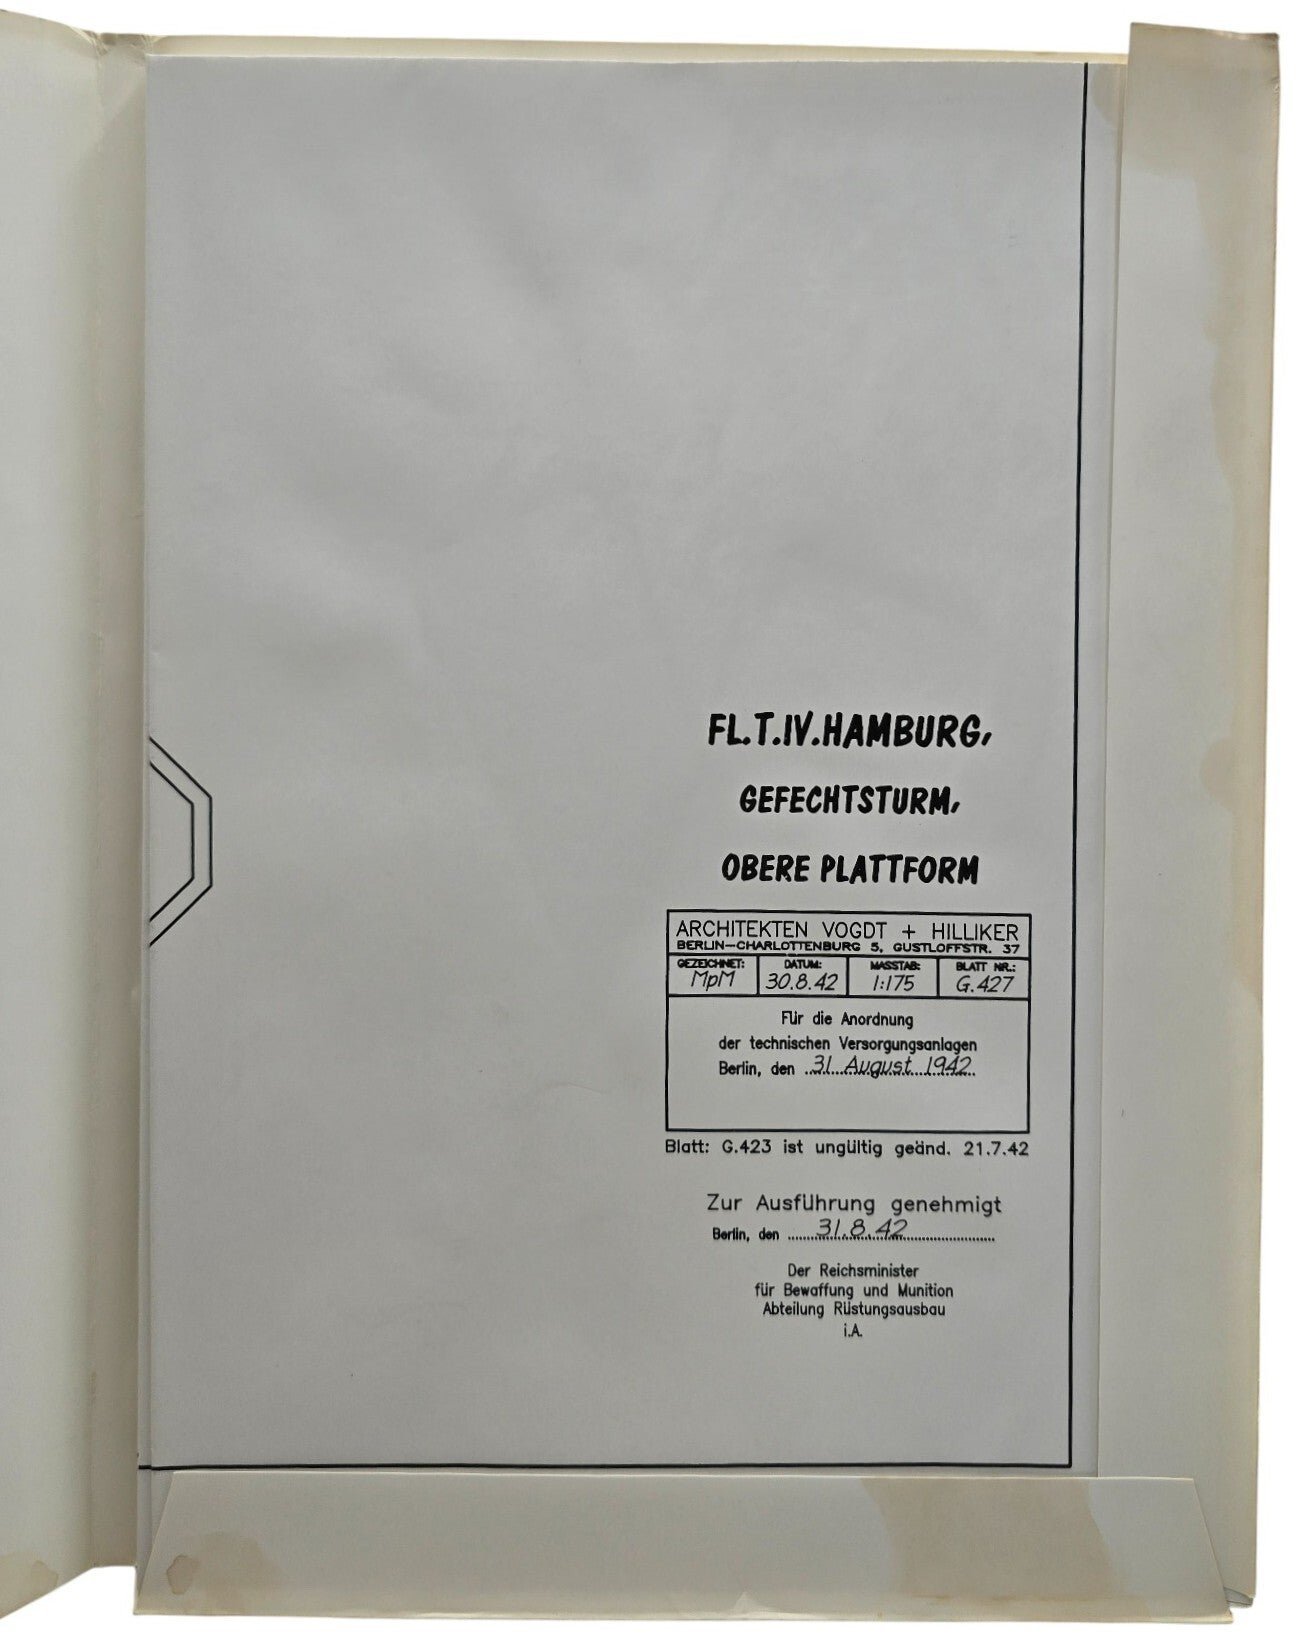 FL.T.IV.HAMBURG,
GEFECHTSTURM,
OBERE PLATTFORM
ARCHITEKTEN VOGDT + HILLIKER
BERLIN-CHARLOTTENBURG 5, GUSTLOFFSTR. 37
GEZEICHNET: DATUM: MASSTAB: BLATT NR.:
MpM 30.8.42 1:175 G.427
Für die Anordnung
der technischen Versorgungsanlagen
Berlin, den ..31...August...1942..
Blatt: G.423 ist ungültig geänd. 21.7.42
Zur Ausführung genehmigt
Berlin, den ......31.8.42......
Der Reichsminister
für Bewaffung und Munition
Abteilung Rüstungsausbau
i.A.